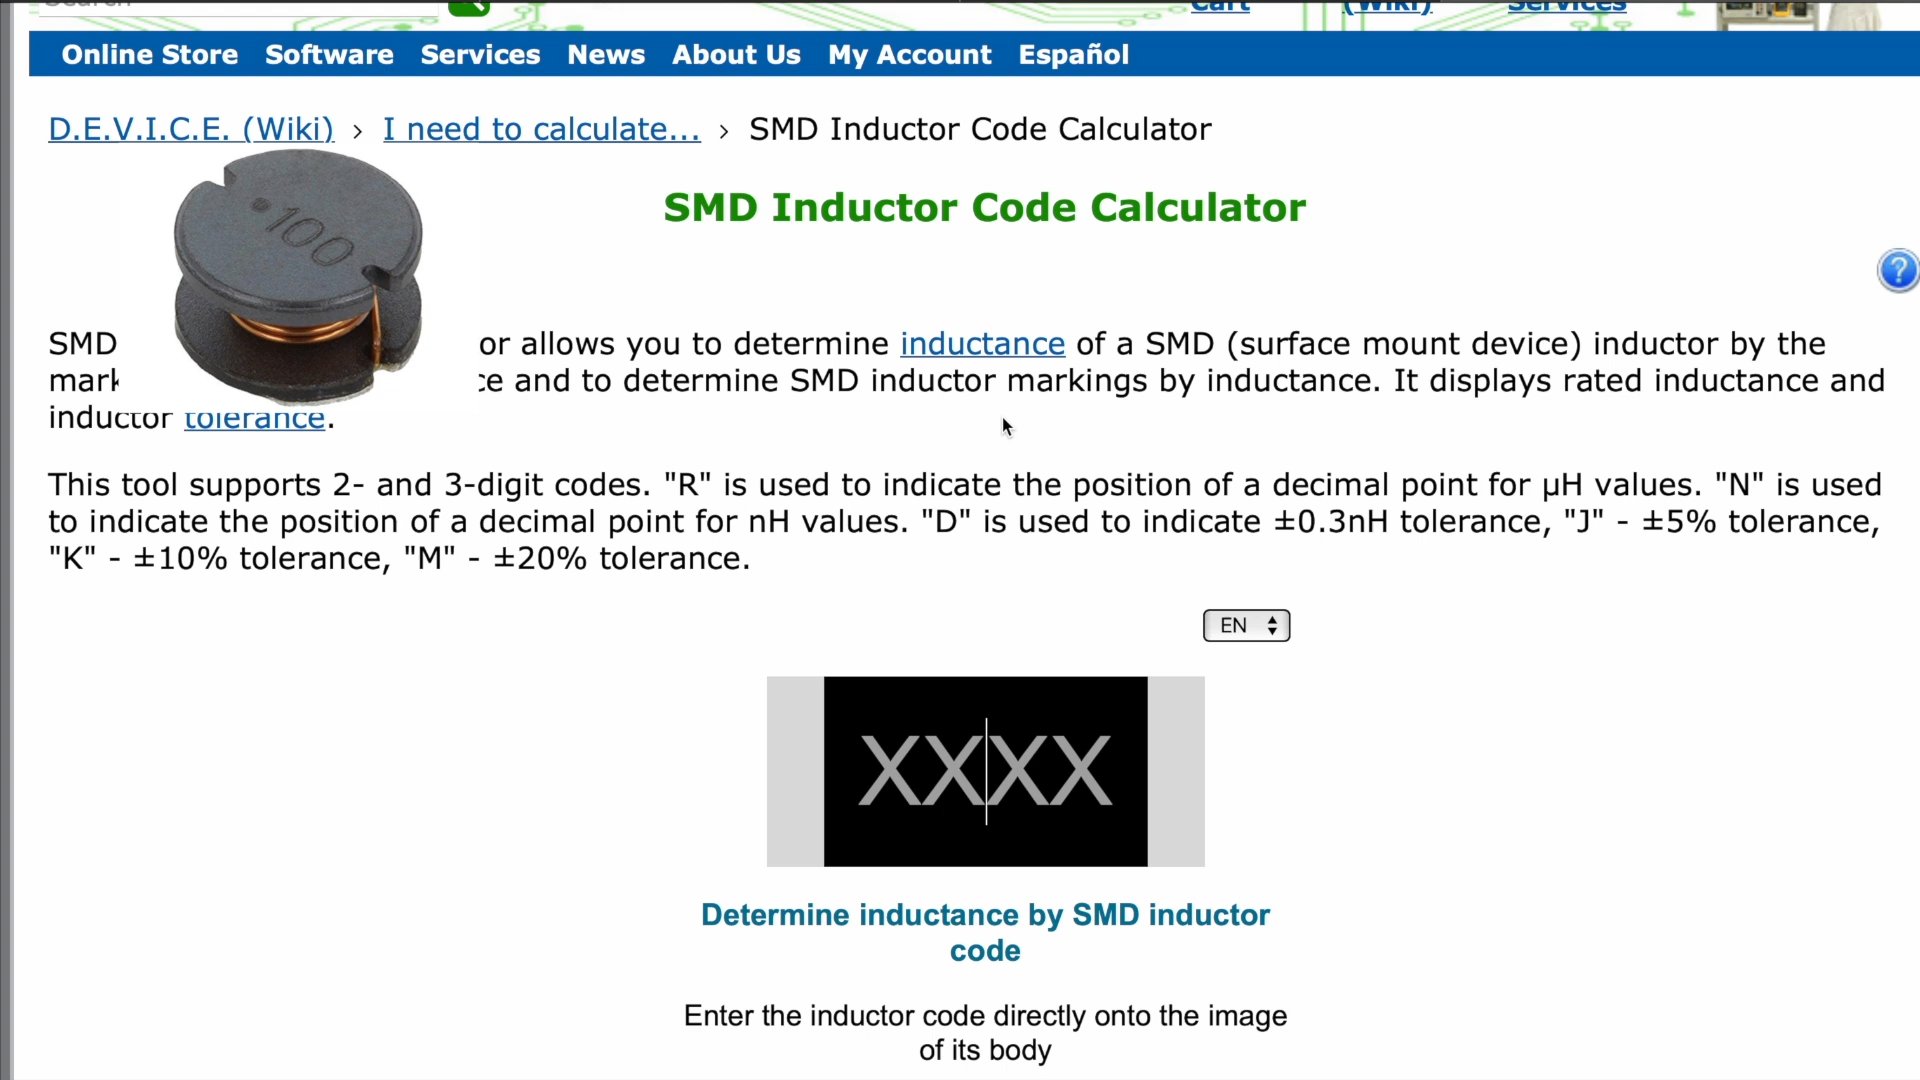 Search
Cart (Wiki) Services
Online Store Software Services News About Us My Account Español
D.E.V.I.C.E. (Wiki) › I need to calculate... › SMD Inductor Code Calculator
100
SMD Inductor Code Calculator
SMD or allows you to determine inductance of a SMD (surface mount device) inductor by the
mark ce and to determine SMD inductor markings by inductance. It displays rated inductance and
inductor tolerance.
This tool supports 2- and 3-digit codes. "R" is used to indicate the position of a decimal point for µH values. "N" is used
to indicate the position of a decimal point for nH values. "D" is used to indicate ±0.3nH tolerance, "J" - ±5% tolerance,
"K" - ±10% tolerance, "M" - ±20% tolerance.
EN
XXXX
Determine inductance by SMD inductor
code
Enter the inductor code directly onto the image
of its body